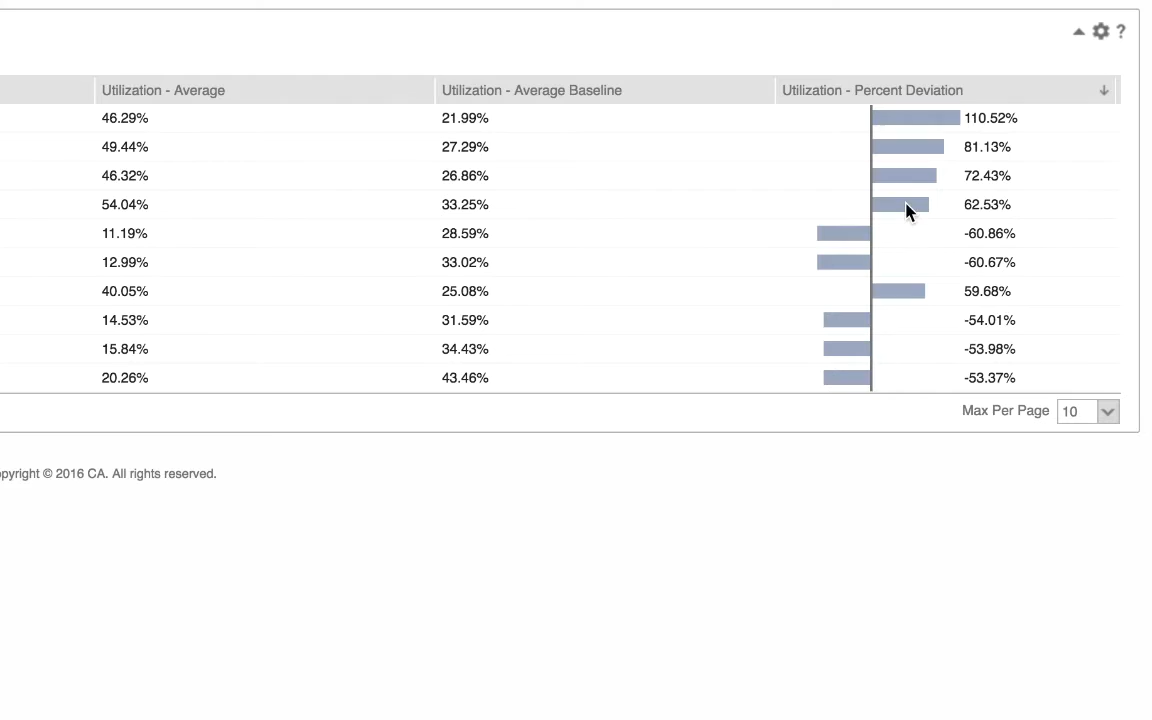 ?
Utilization - Average Utilization - Average Baseline Utilization - Percent Deviation
46.29% 21.99% 110.52%
49.44% 27.29% 81.13%
46.32% 26.86% 72.43%
54.04% 33.25% 62.53%
11.19% 28.59% -60.86%
12.99% 33.02% -60.67%
40.05% 25.08% 59.68%
14.53% 31.59% -54.01%
15.84% 34.43% -53.98%
20.26% 43.46% -53.37%
Max Per Page 10
opyright © 2016 CA. All rights reserved.